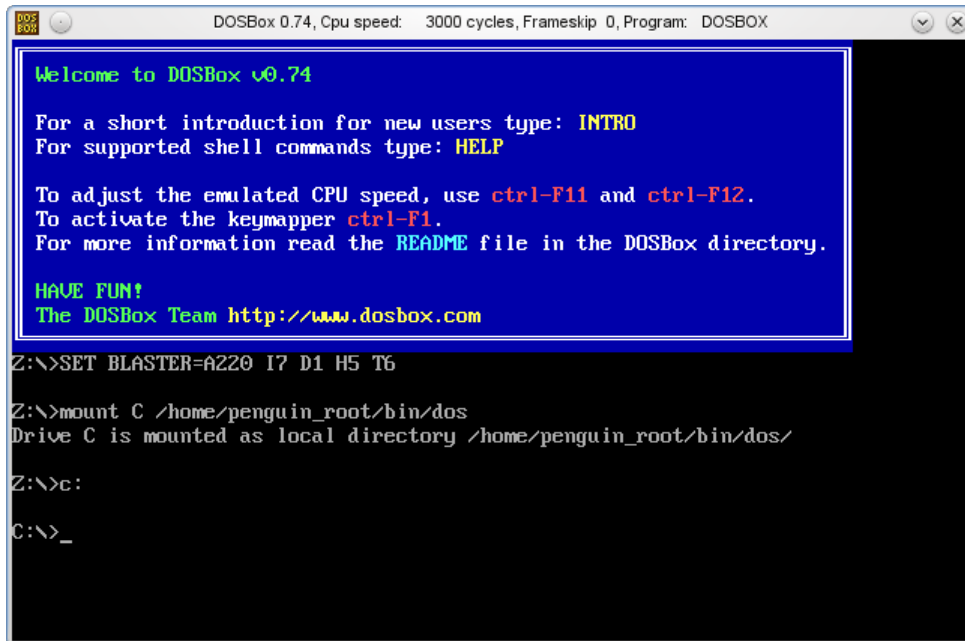 DOS
BOX
DOSBox 0.74, Cpu speed: 3000 cycles, Frameskip 0, Program: DOSBOX
Welcome to DOSBox v0.74
For a short introduction for new users type: INTRO
For supported shell commands type: HELP
To adjust the emulated CPU speed, use ctrl-F11 and ctrl-F12.
To activate the keymapper ctrl-F1.
For more information read the README file in the DOSBox directory.
HAVE FUN!
The DOSBox Team http://www.dosbox.com
Z:\>SET BLASTER=A220 I7 D1 H5 T6
Z:\>mount C /home/penguin_root/bin/dos
Drive C is mounted as local directory /home/penguin_root/bin/dos/
Z:\>c:
C:\>_